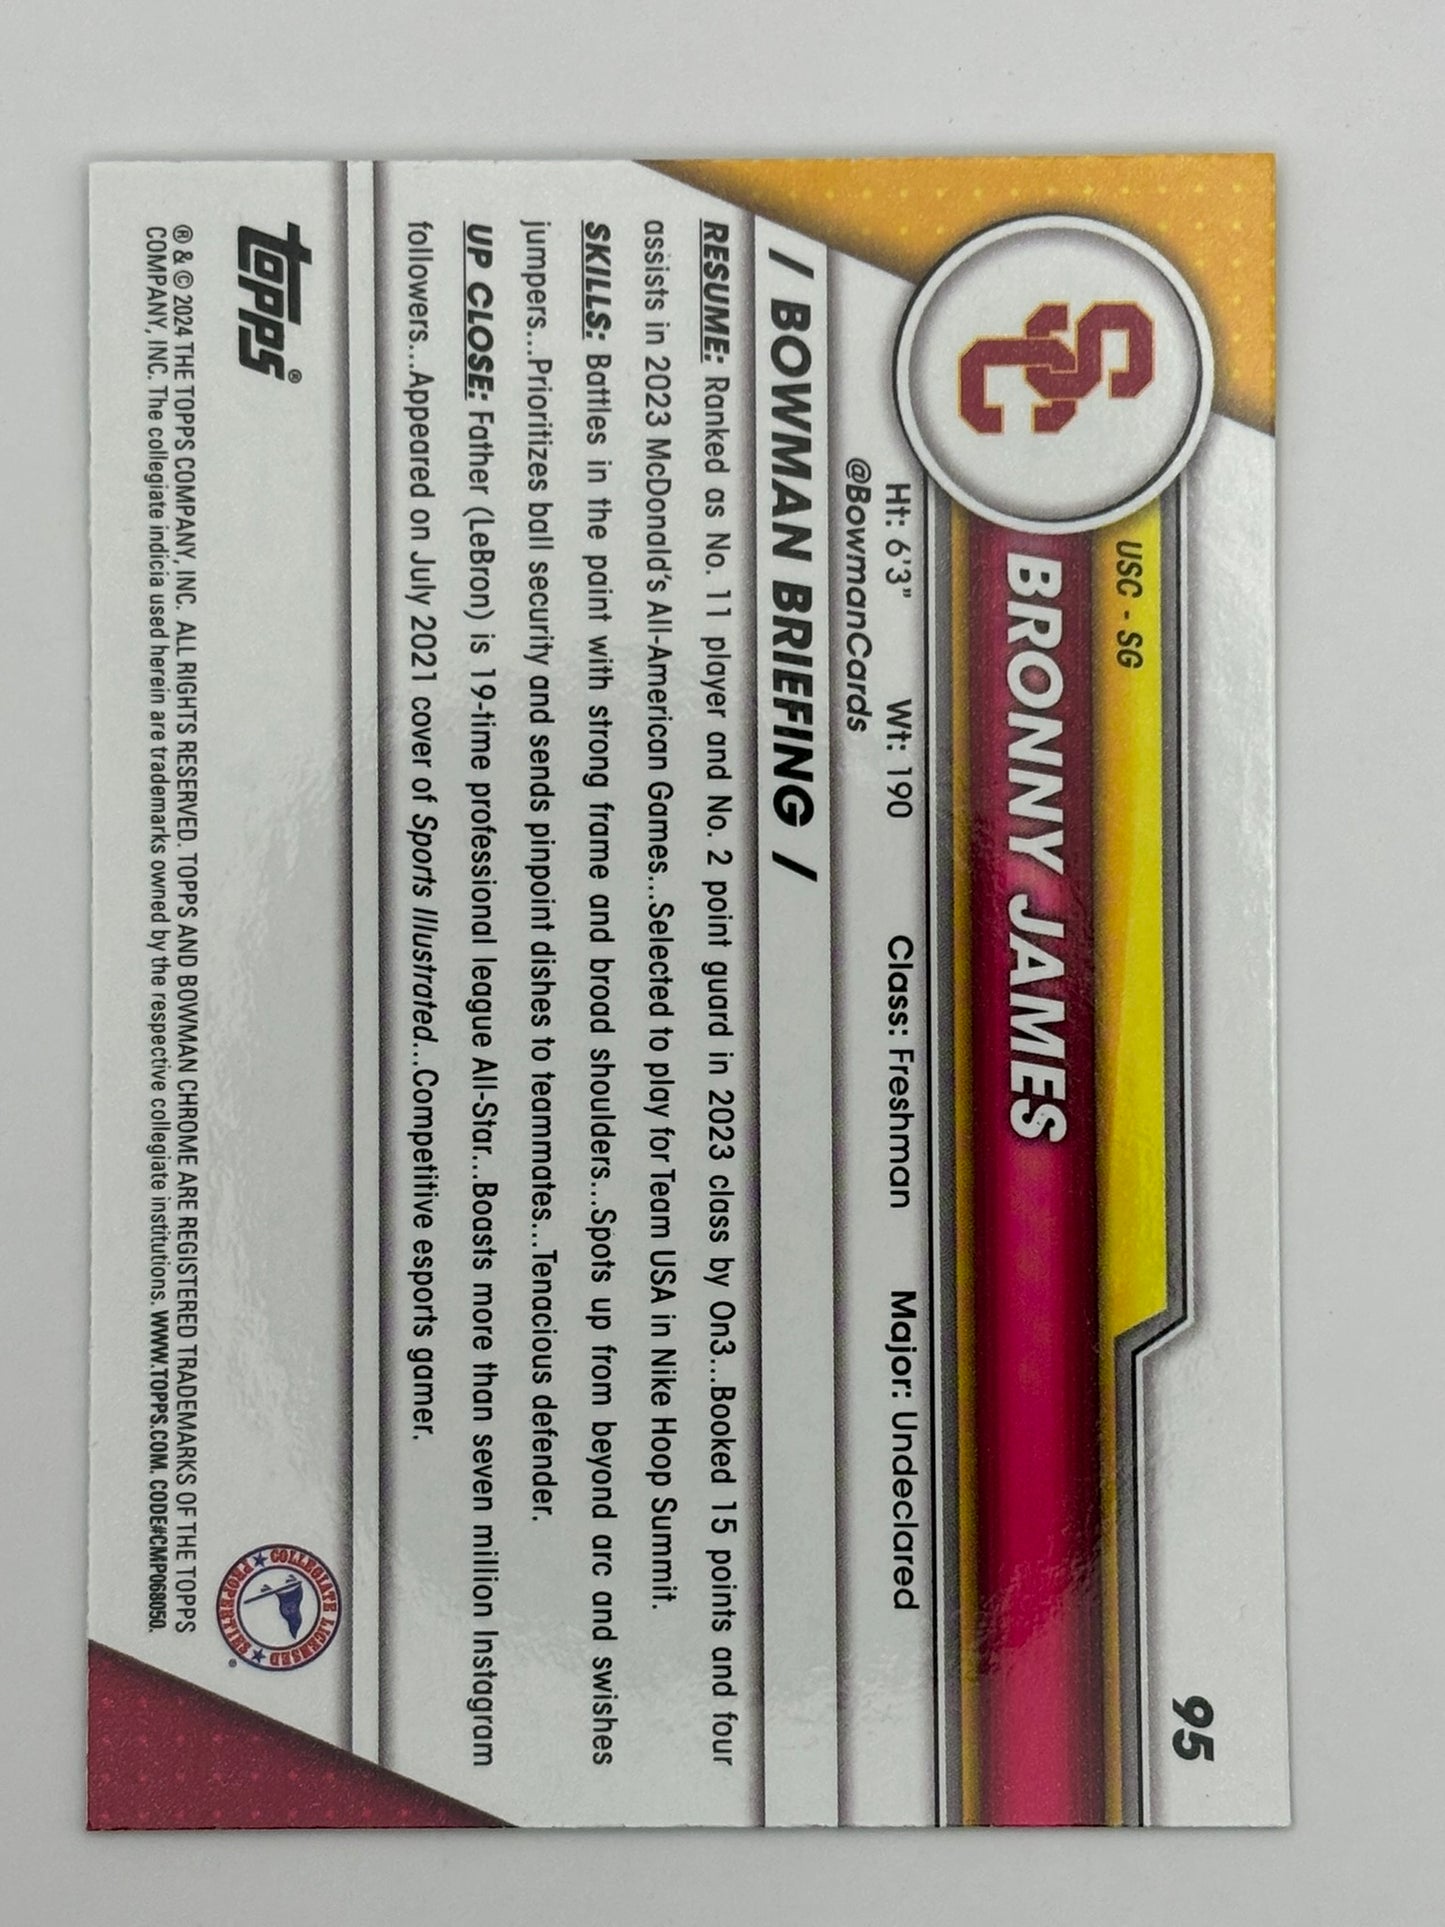 95
SC
USC - SG
BRONNY JAMES
Ht: 6'3" Wt: 190 Class: Freshman Major: Undeclared
@BowmanCards
/ BOWMAN BRIEFING /
RESUME: Ranked as No. 11 player and No. 2 point guard in 2023 class by On3...Booked 15 points and four
assists in 2023 McDonald's All-American Games...Selected to play for Team USA in Nike Hoop Summit.
SKILLS: Battles in the paint with strong frame and broad shoulders...Spots up from beyond arc and swishes
jumpers...Prioritizes ball security and sends pinpoint dishes to teammates...Tenacious defender.
UP CLOSE: Father (LeBron) is 19-time professional league All-Star...Boasts more than seven million Instagram
followers...Appeared on July 2021 cover of Sports Illustrated...Competitive esports gamer.
topps®
COLLEGIATE LICENSED PROPERTIES ®
® & © 2024 THE TOPPS COMPANY, INC. ALL RIGHTS RESERVED. TOPPS AND BOWMAN CHROME ARE REGISTERED TRADEMARKS OF THE TOPPS
COMPANY, INC. The collegiate indicia used herein are trademarks owned by the respective collegiate institutions. WWW.TOPPS.COM. CODE#CMP068050.